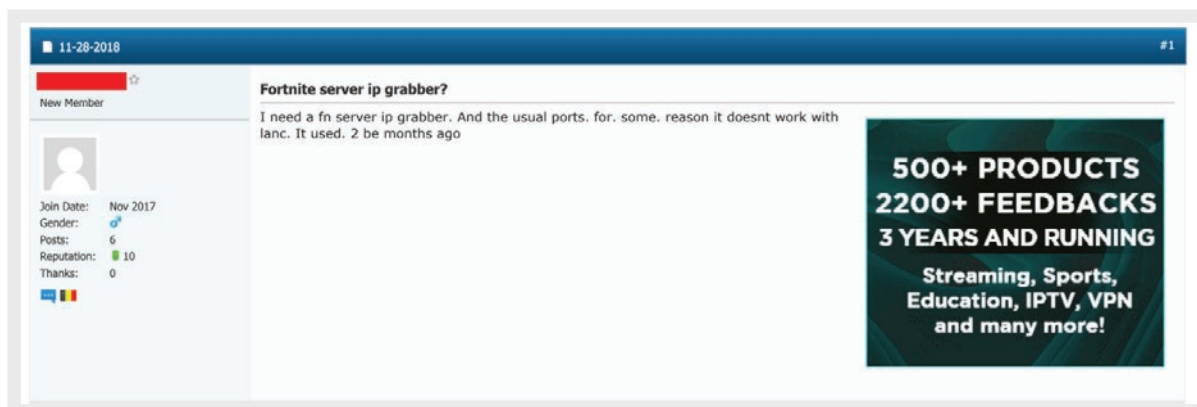 11-28-2018
#1
New Member
Join Date: Nov 2017
Gender:
Posts: 6
Reputation: 10
Thanks: 0
Fortnite server ip grabber?
I need a fn server ip grabber. And the usual ports. for. some. reason it doesnt work with
lanc. It used. 2 be months ago
500+ PRODUCTS
2200+ FEEDBACKS
3 YEARS AND RUNNING
Streaming, Sports,
Education, IPTV, VPN
and many more!